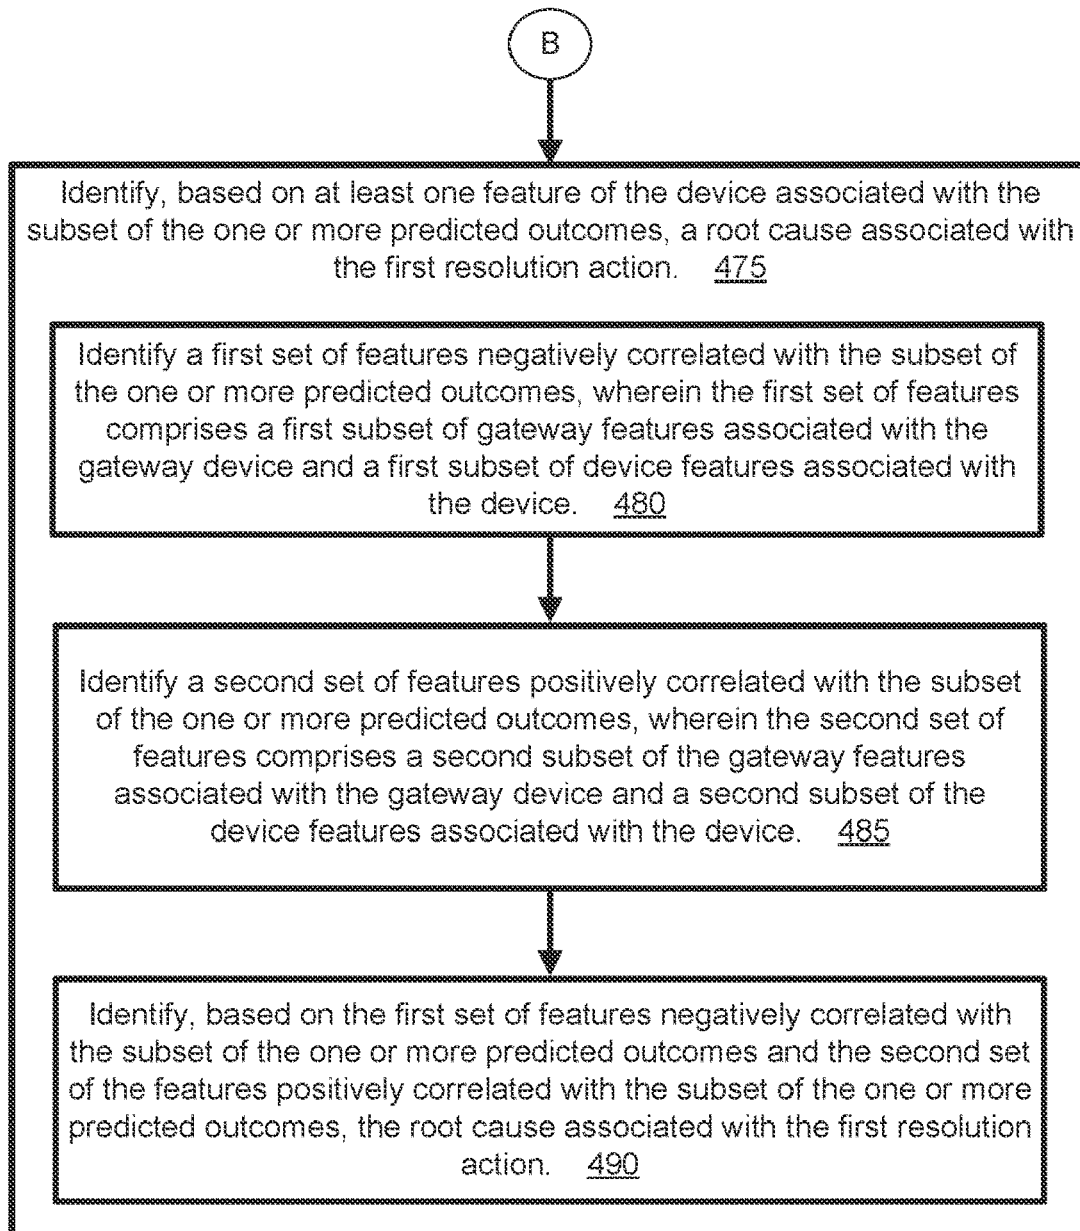 B
Identify, based on at least one feature of the device associated with the
subset of the one or more predicted outcomes, a root cause associated with
the first resolution action. 475
Identify a first set of features negatively correlated with the subset of
the one or more predicted outcomes, wherein the first set of features
comprises a first subset of gateway features associated with the
gateway device and a first subset of device features associated with
the device. 480
Identify a second set of features positively correlated with the subset
of the one or more predicted outcomes, wherein the second set of
features comprises a second subset of the gateway features
associated with the gateway device and a second subset of the
device features associated with the device. 485
Identify, based on the first set of features negatively correlated with
the subset of the one or more predicted outcomes and the second set
of the features positively correlated with the subset of the one or more
predicted outcomes, the root cause associated with the first resolution
action. 490